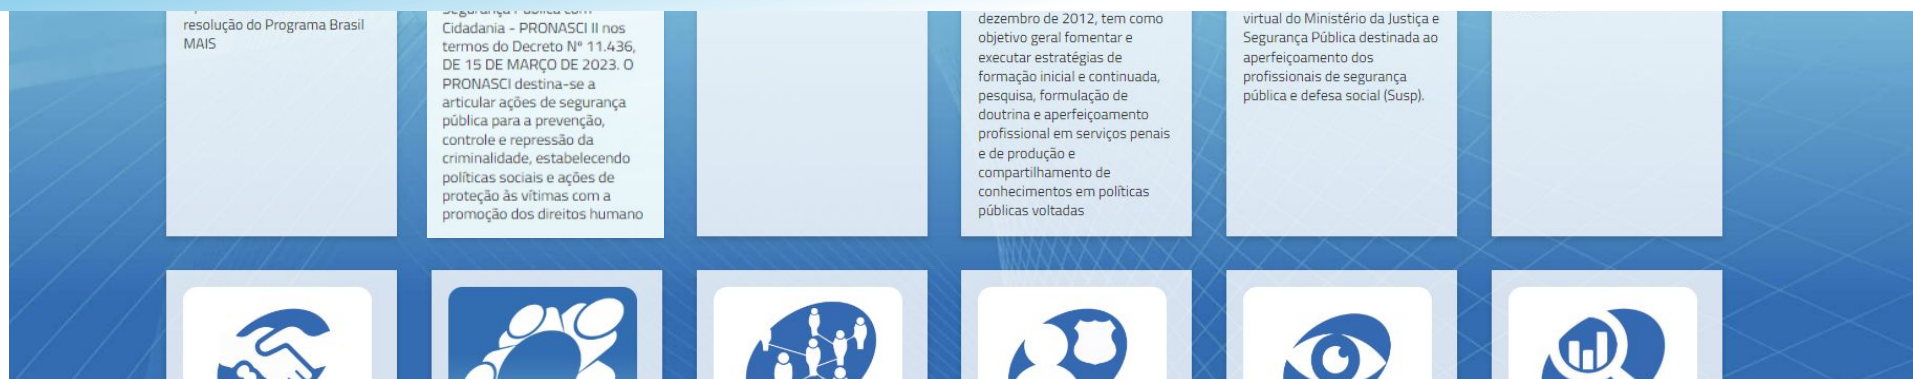 resolução do Programa Brasil
MAIS
Segurança Pública com
Cidadania - PRONASCI II nos
termos do Decreto Nº 11.436,
DE 15 DE MARÇO DE 2023. O
PRONASCI destina-se a
articular ações de segurança
pública para a prevenção,
controle e repressão da
criminalidade, estabelecendo
políticas sociais e ações de
proteção às vítimas com a
promoção dos direitos humano
dezembro de 2012, tem como
objetivo geral fomentar e
executar estratégias de
formação inicial e continuada,
pesquisa, formulação de
doutrina e aperfeiçoamento
profissional em serviços penais
e de produção e
compartilhamento de
conhecimentos em políticas
públicas voltadas
virtual do Ministério da Justiça e
Segurança Pública destinada ao
aperfeiçoamento dos
profissionais de segurança
pública e defesa social (Susp).